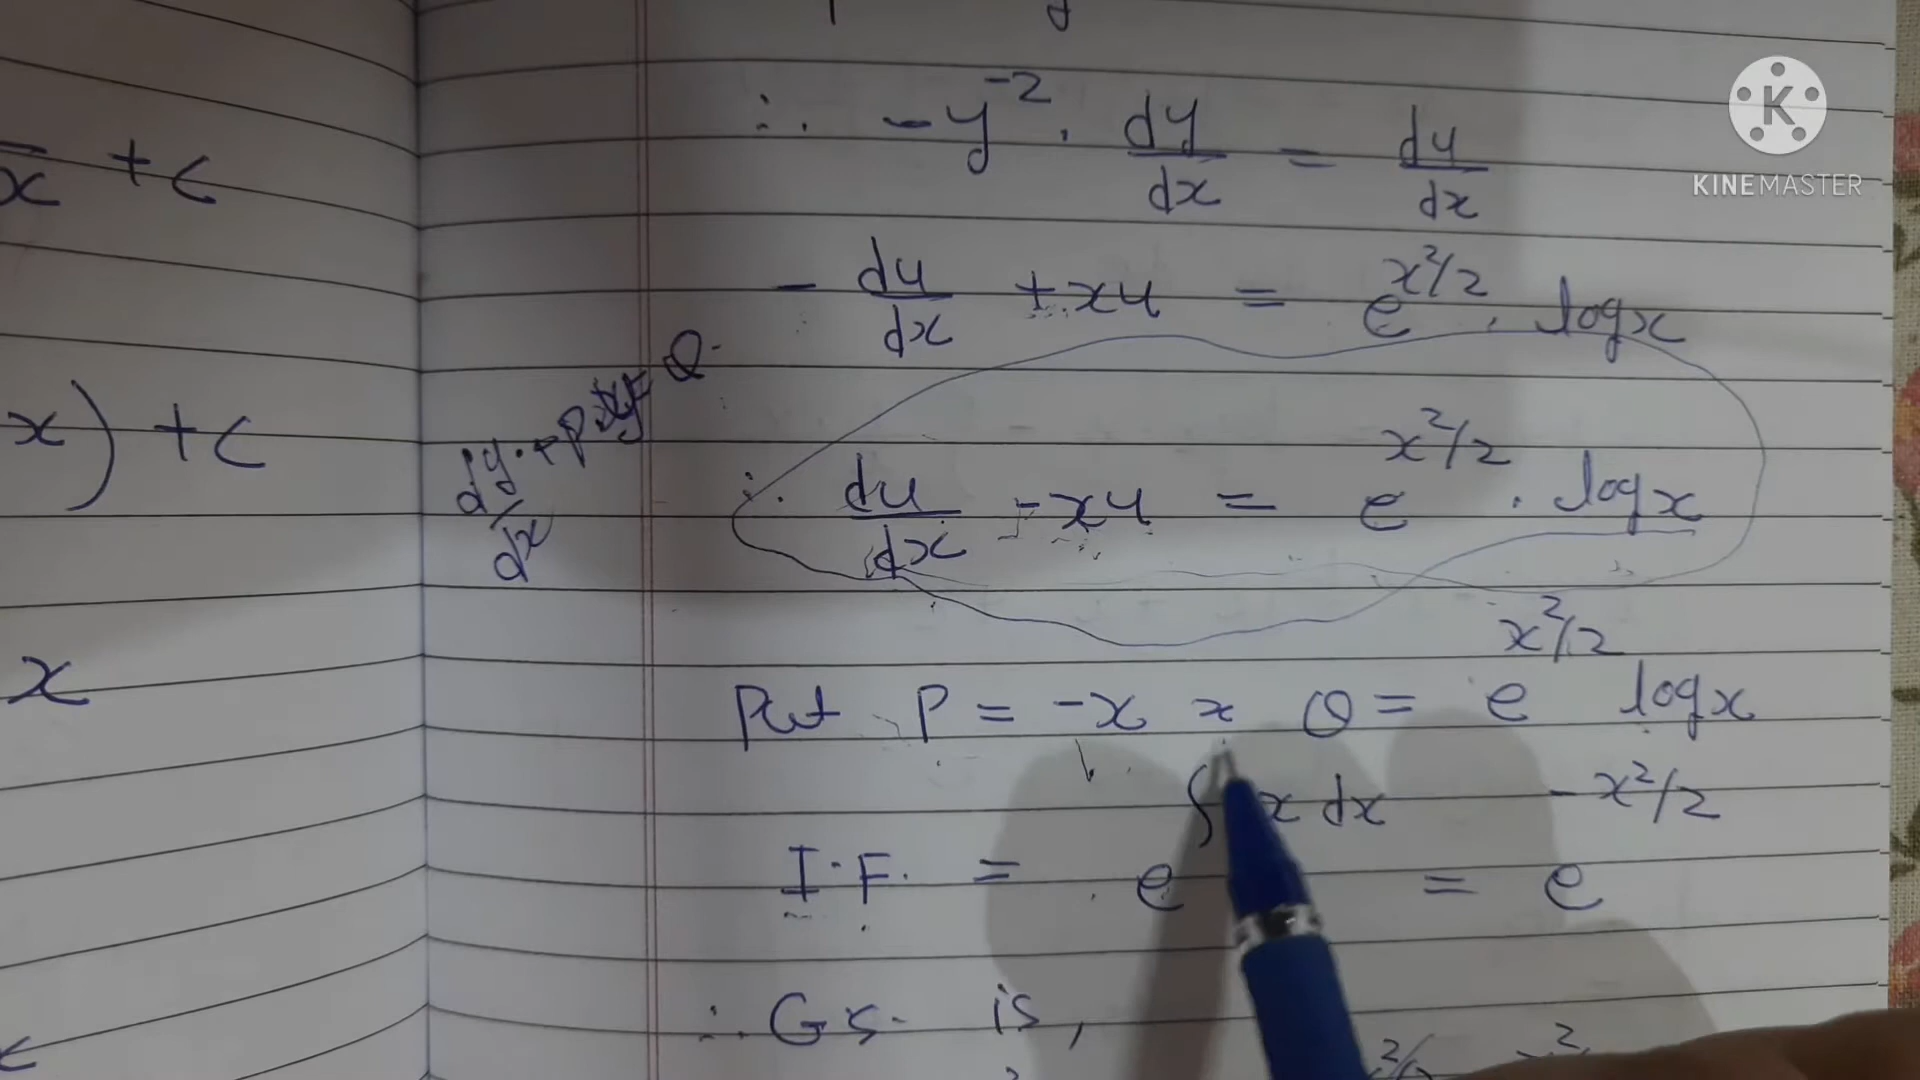 x + c
x) + c
x
∴ -y⁻² · dy/dx = du/dx
- du/dx + xu = e^(x²/2) · log x
dy/dx + P
= Q
∴ du/dx - xu = e^(x²/2) · log x
Put P = -x Q = e^(x²/2) log x
I.F. = e^(∫ x dx) = e^(-x²/2)
∴ G.S. is,
KINEMASTER